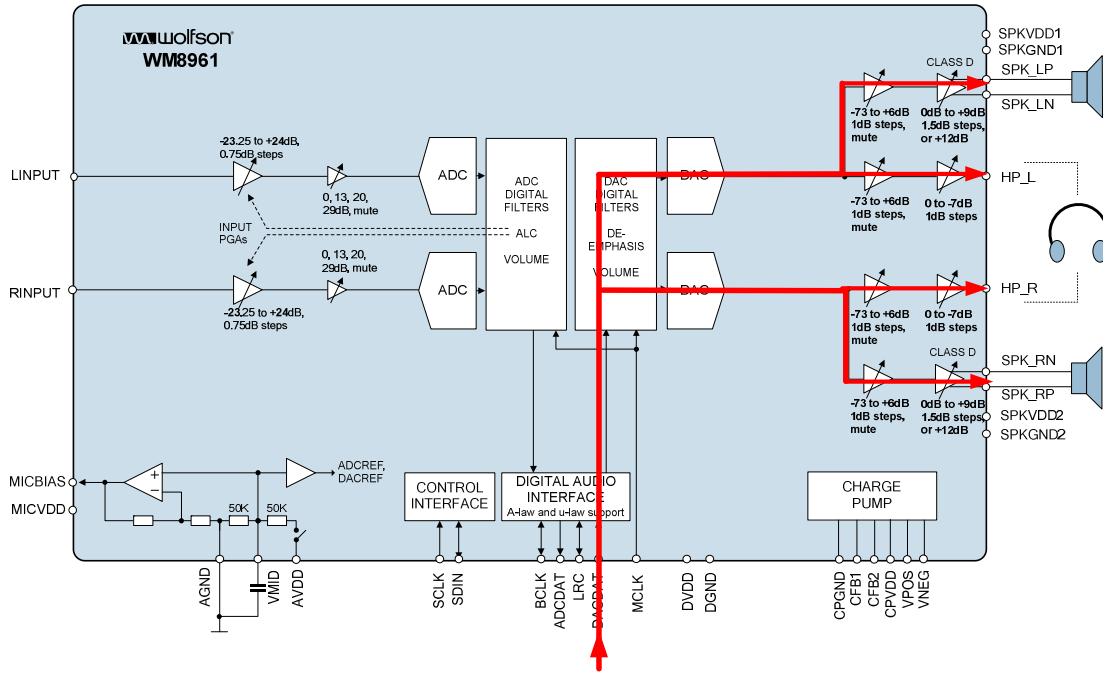 wolfson
WM8961
LINPUT
RINPUT
-23.25 to +24dB,
0.75dB steps
0, 13, 20,
29dB, mute
INPUT
PGAs
0, 13, 20,
29dB, mute
-23.25 to +24dB,
0.75dB steps
ADC
ADC
ADC
DIGITAL
FILTERS
ALC
VOLUME
DAC
DIGITAL
FILTERS
DE-
EMPHASIS
VOLUME
DAC
DAC
CLASS D
-73 to +6dB
1dB steps,
mute
0dB to +9dB
1.5dB steps,
or +12dB
-73 to +6dB
1dB steps,
mute
0 to -7dB
1dB steps
-73 to +6dB
1dB steps,
mute
0 to -7dB
1dB steps
CLASS D
-73 to +6dB
1dB steps,
mute
0dB to +9dB
1.5dB steps,
or +12dB
SPKVDD1
SPKGND1
SPK_LP
SPK_LN
HP_L
HP_R
SPK_RN
SPK_RP
SPKVDD2
SPKGND2
MICBIAS
MICVDD
+
−
50K
50K
ADCREF,
DACREF
CONTROL
INTERFACE
DIGITAL AUDIO
INTERFACE
A-law and u-law support
CHARGE
PUMP
AGND
VMID
AVDD
SCLK
SDIN
BCLK
ADCDAT
LRC
DACDAT
MCLK
DVDD
DGND
CPGND
CFB1
CFB2
CPVDD
VPOS
VNEG